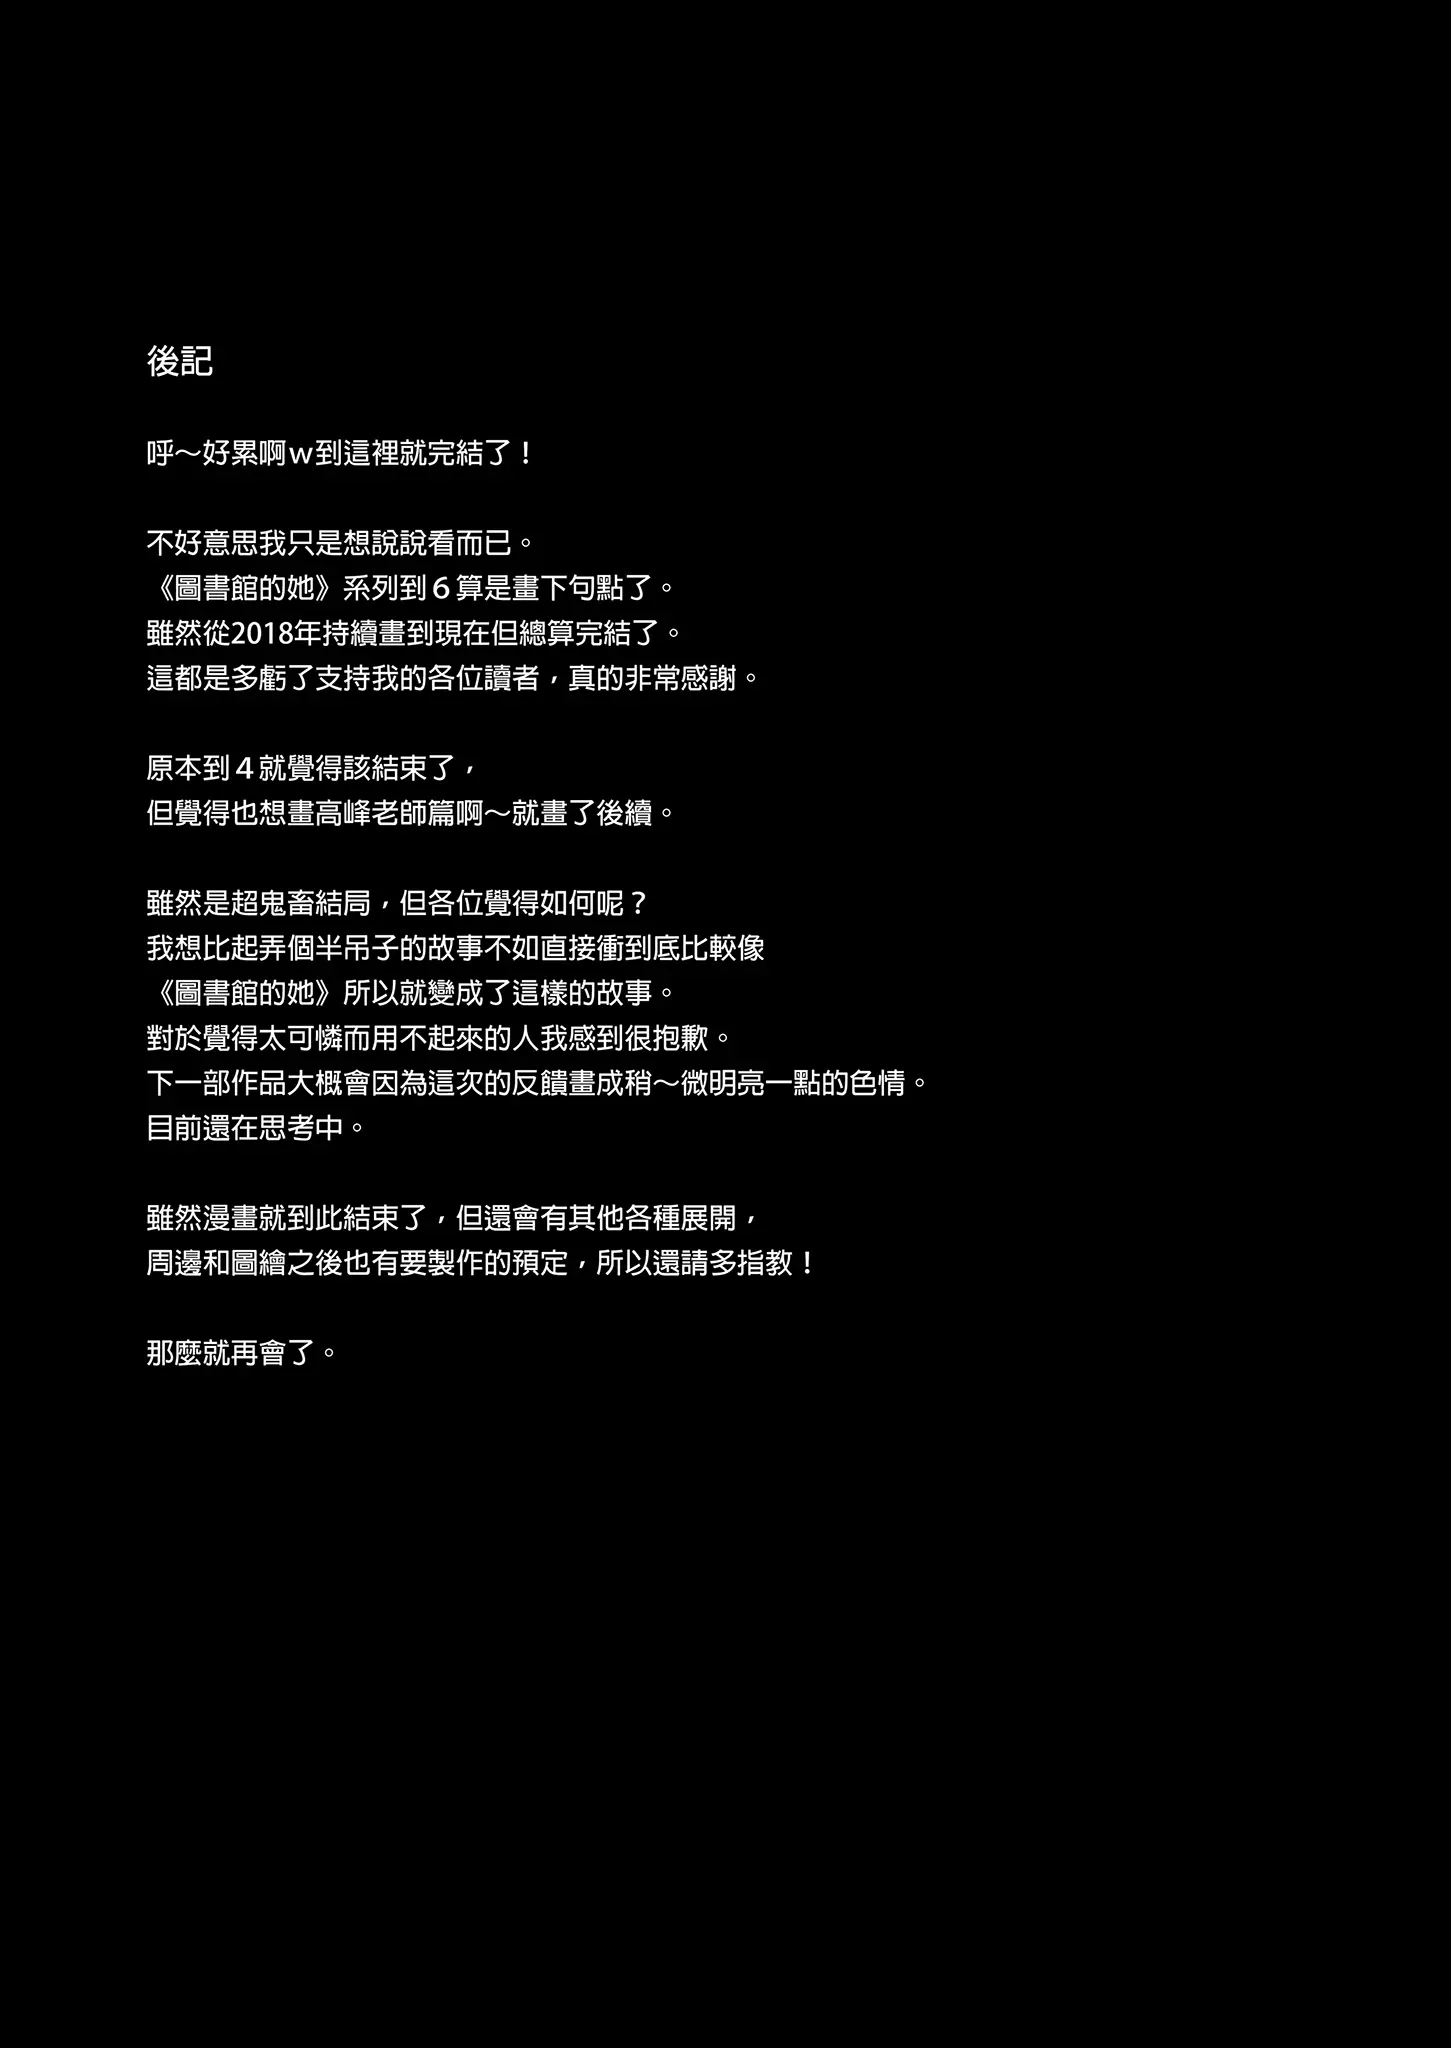 後記
呼～好累啊ｗ到這裡就完結了！
不好意思我只是想說說看而已。
《圖書館的她》系列到６算是畫下句點了。
雖然從2018年持續畫到現在但總算完結了。
這都是多虧了支持我的各位讀者，真的非常感謝。
原本到４就覺得該結束了，
但覺得也想畫高峰老師篇啊～就畫了後續。
雖然是超鬼畜結局，但各位覺得如何呢？
我想比起弄個半吊子的故事不如直接衝到底比較像
《圖書館的她》所以就變成了這樣的故事。
對於覺得太可憐而用不起來的人我感到很抱歉。
下一部作品大概會因為這次的反饋畫成稍～微明亮一點的色情。
目前還在思考中。
雖然漫畫就到此結束了，但還會有其他各種展開，
周邊和圖繪之後也有要製作的預定，所以還請多指教！
那麼就再會了。